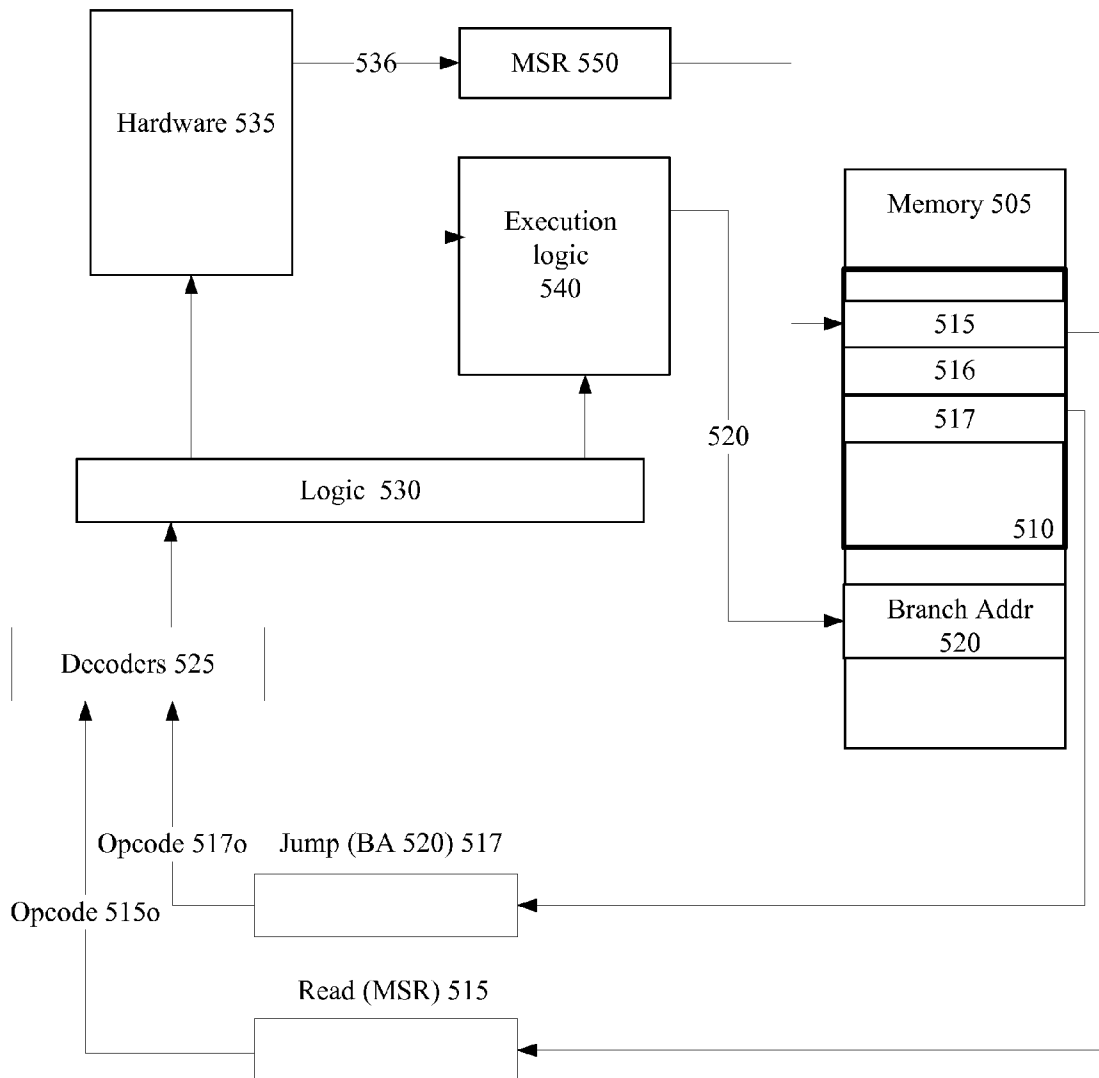 536
MSR 550
Hardware 535
Execution
logic
540
Memory 505
515
516
517
520
Logic  530
510
Branch Addr
520
Decoders 525
Opcode 517o
Jump (BA 520) 517
Opcode 515o
Read (MSR) 515